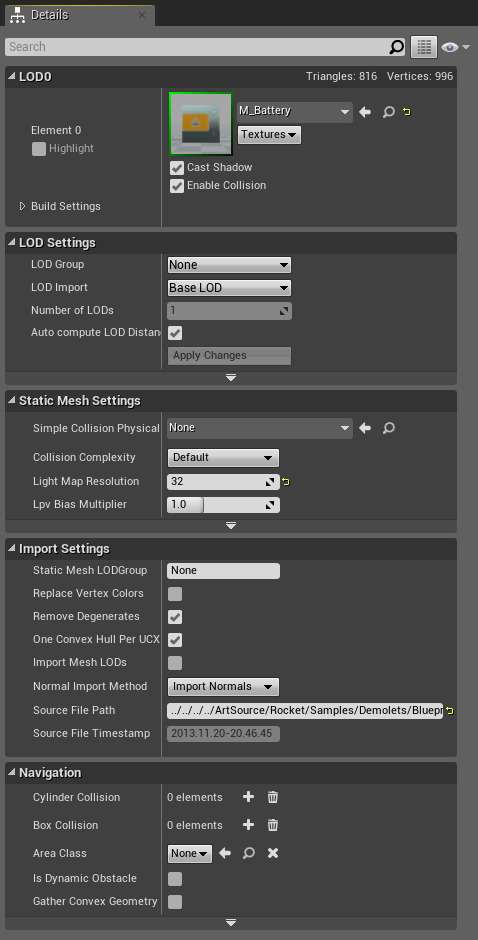 Details
Search
LOD0 Triangles: 816 Vertices: 996
Element 0
Highlight
M_Battery
Textures
Cast Shadow
Enable Collision
Build Settings
LOD Settings
LOD Group None
LOD Import Base LOD
Number of LODs 1
Auto compute LOD Distan
Apply Changes
Static Mesh Settings
Simple Collision Physical None
Collision Complexity Default
Light Map Resolution 32
Lpv Bias Multiplier 1.0
Import Settings
Static Mesh LODGroup None
Replace Vertex Colors
Remove Degenerates
One Convex Hull Per UCX
Import Mesh LODs
Normal Import Method Import Normals
Source File Path ../../../../ArtSource/Rocket/Samples/Demolets/Bluepr
Source File Timestamp 2013.11.20-20.46.45
Navigation
Cylinder Collision 0 elements
Box Collision 0 elements
Area Class None
Is Dynamic Obstacle
Gather Convex Geometry